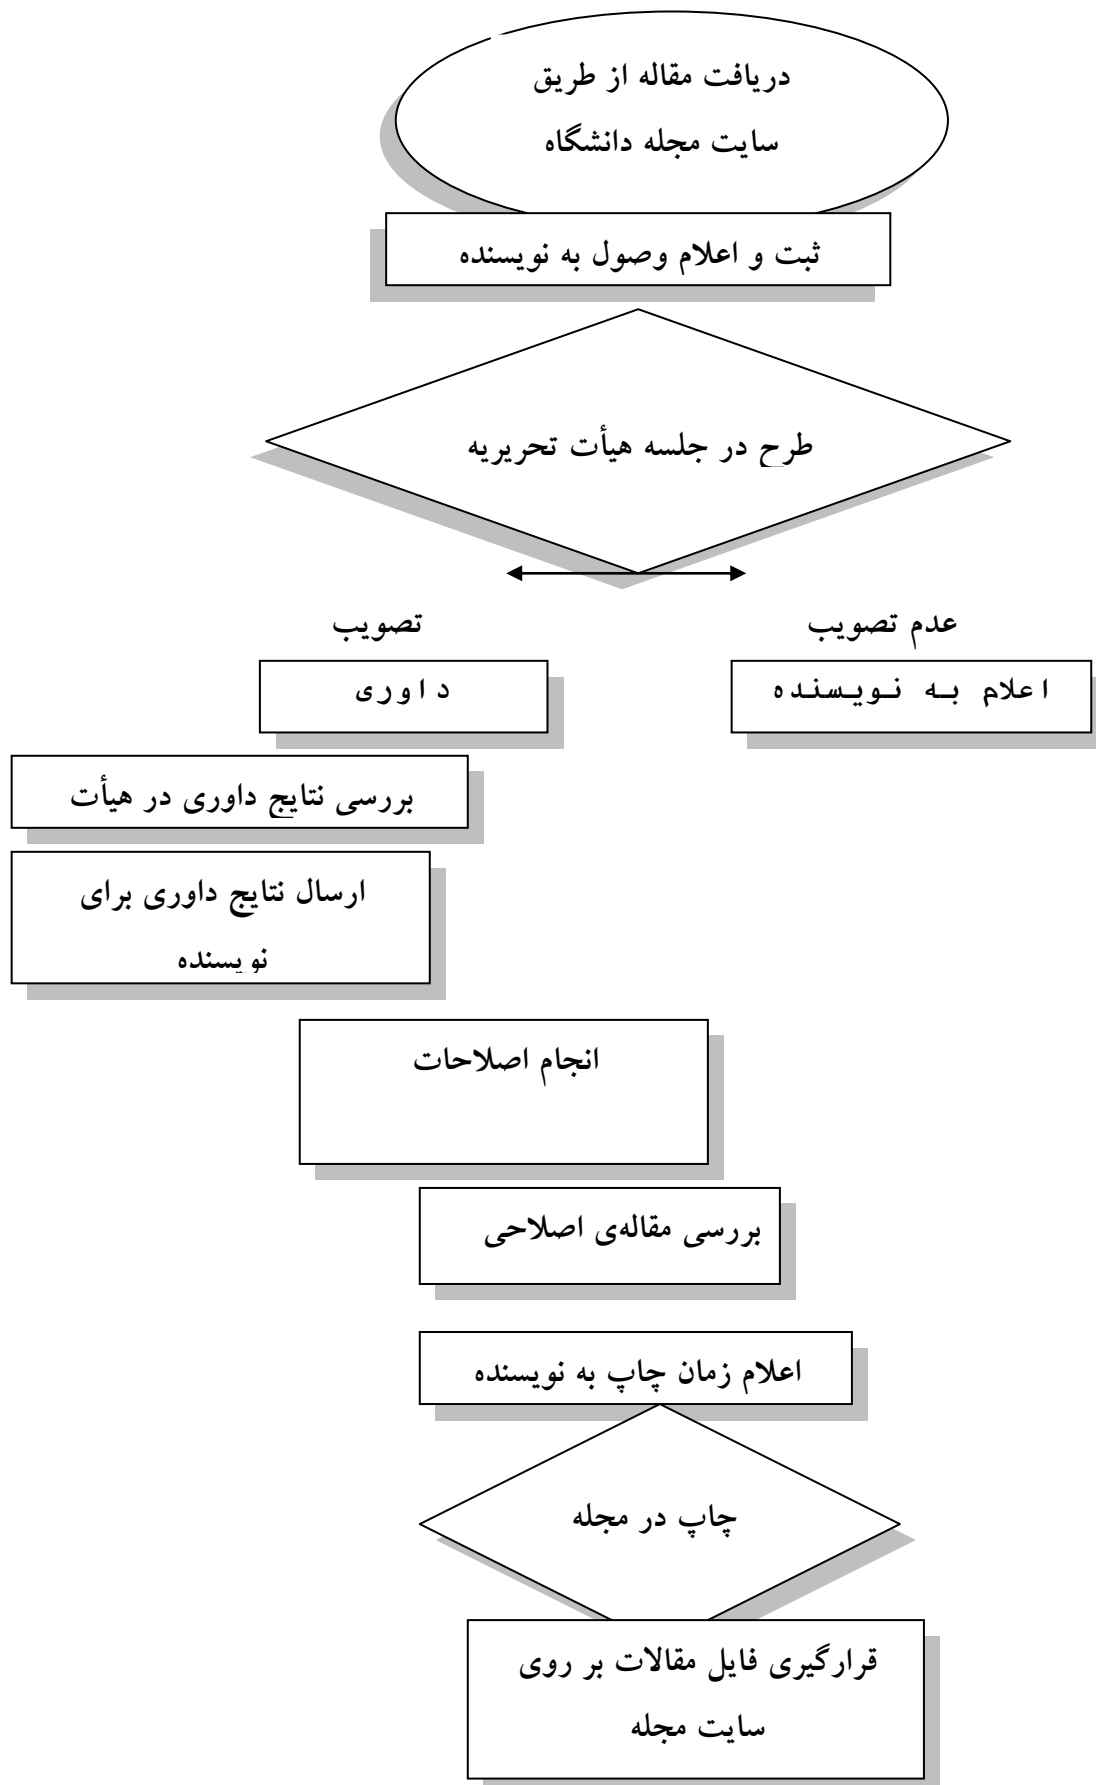 دریافت مقاله از طریق
سایت مجله دانشگاه
ثبت و اعلام وصول به نویسنده
طرح در جلسه هیأت تحریریه
عدم تصویب
تصویب
اعلام به نویسنده
داوری
بررسی نتایج داوری در هیأت
ارسال نتایج داوری برای
نویسنده
انجام اصلاحات
بررسی مقاله‌ی اصلاحی
اعلام زمان چاپ به نویسنده
چاپ در مجله
قرارگیری فایل مقالات بر روی
سایت مجله